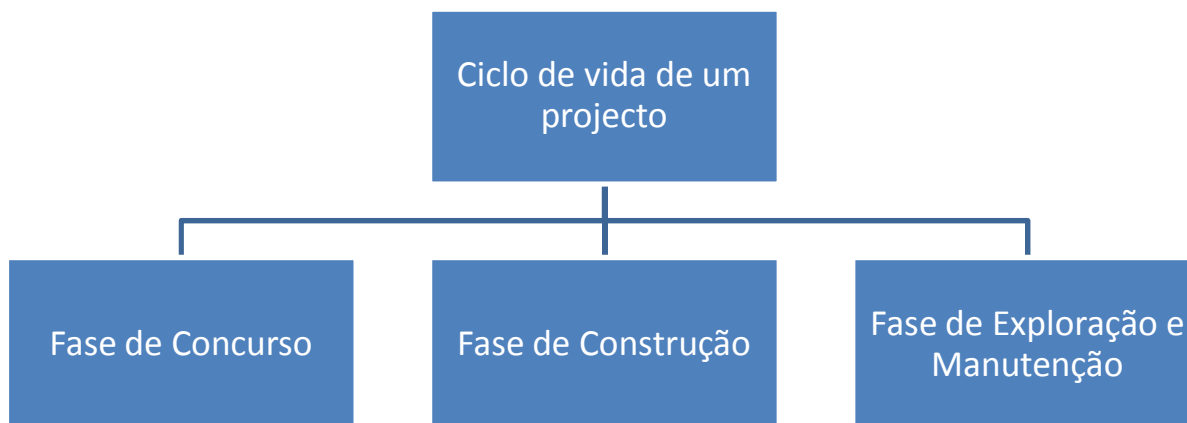 Ciclo de vida de um
projecto
Fase de Concurso
Fase de Construção
Fase de Exploração e
Manutenção